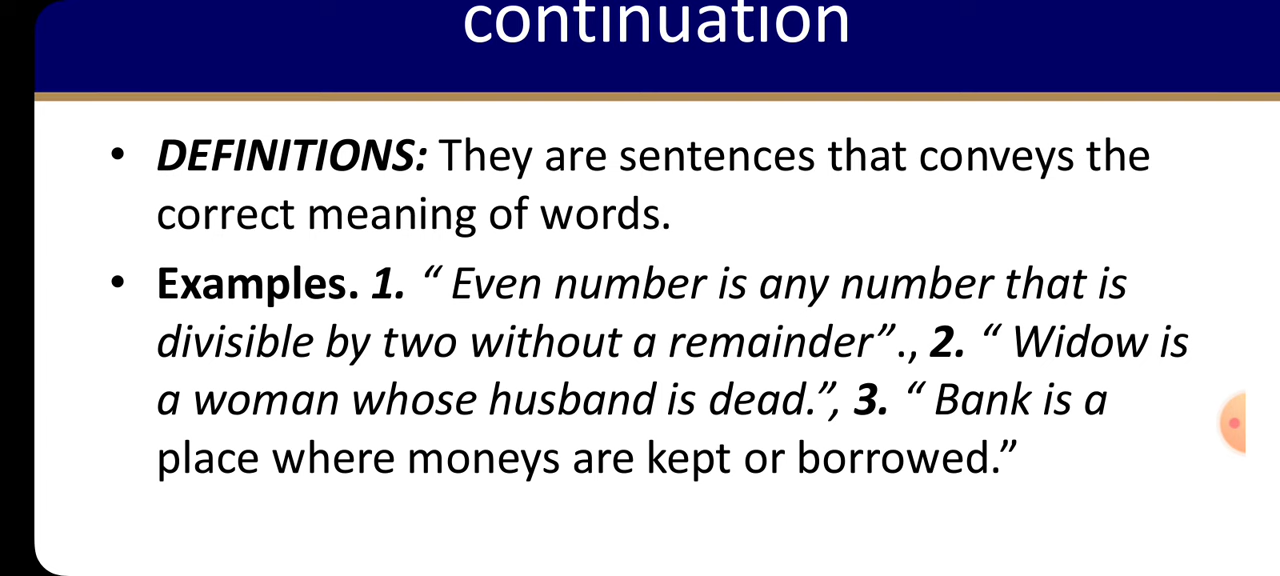 continuation
• DEFINITIONS: They are sentences that conveys the
correct meaning of words.
• Examples. 1. “ Even number is any number that is
divisible by two without a remainder”., 2. “ Widow is
a woman whose husband is dead.”, 3. “ Bank is a
place where moneys are kept or borrowed.”